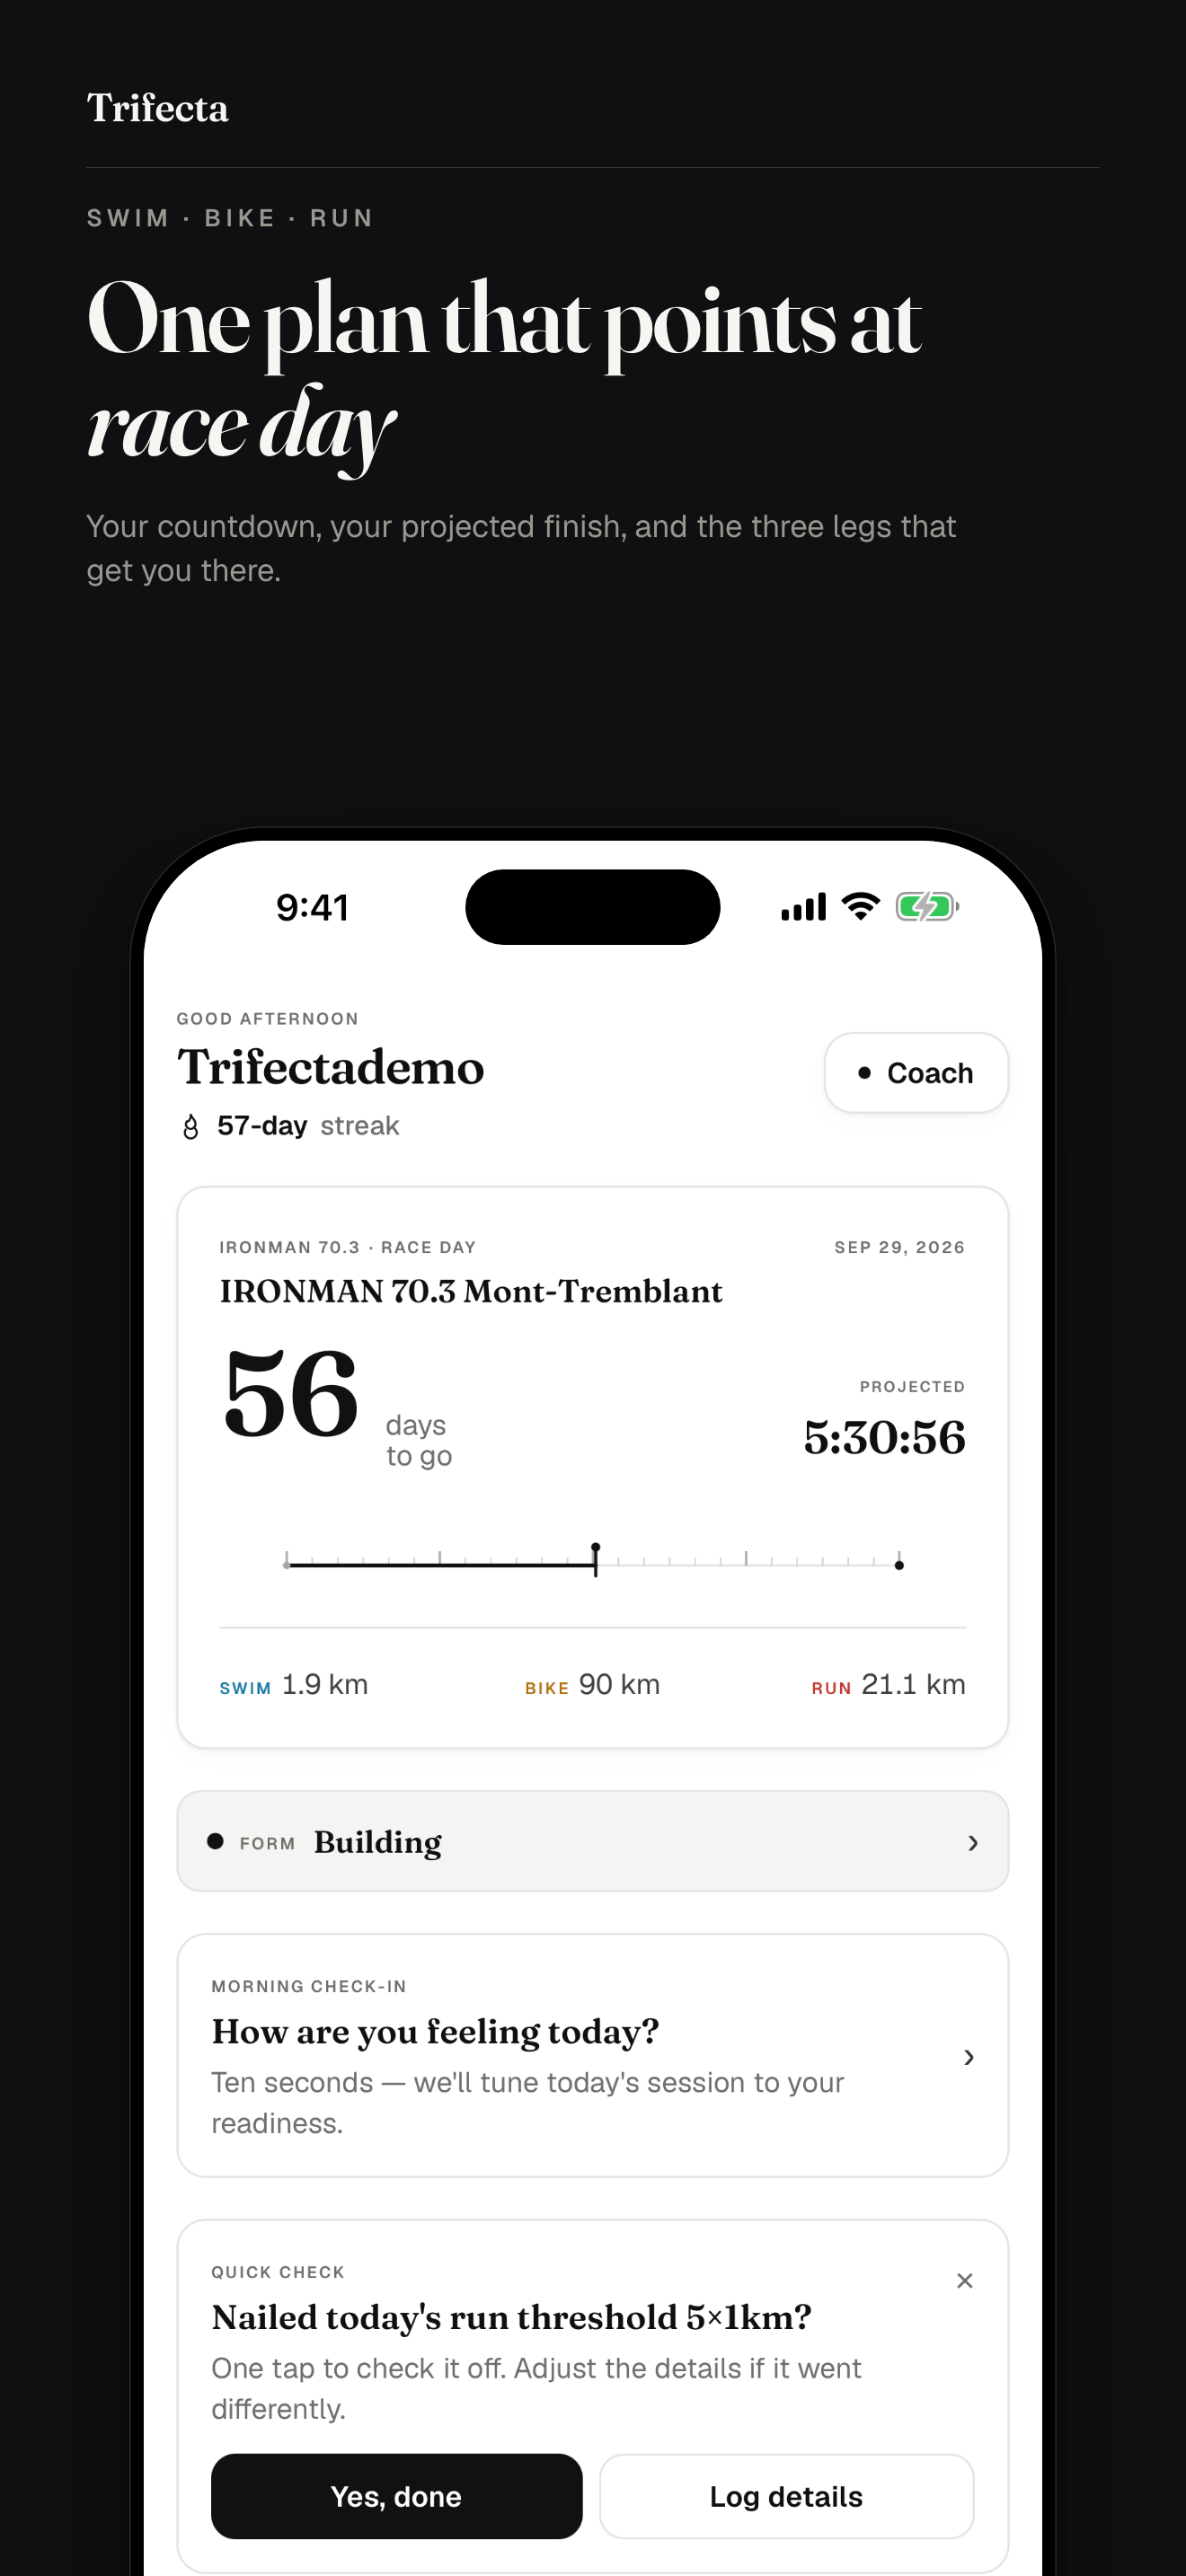 Trifecta
SWIM · BIKE · RUN
One plan that points at
race day
Your countdown, your projected finish, and the three legs that
get you there.
9:41
GOOD AFTERNOON
Trifectademo
Coach
57-day streak
IRONMAN 70.3 · RACE DAY
SEP 29, 2026
IRONMAN 70.3 Mont-Tremblant
56
days
to go
PROJECTED
5:30:56
SWIM 1.9 km
BIKE 90 km
RUN 21.1 km
FORM Building
MORNING CHECK-IN
How are you feeling today?
Ten seconds — we'll tune today's session to your
readiness.
QUICK CHECK
Nailed today's run threshold 5×1km?
One tap to check it off. Adjust the details if it went
differently.
Yes, done
Log details